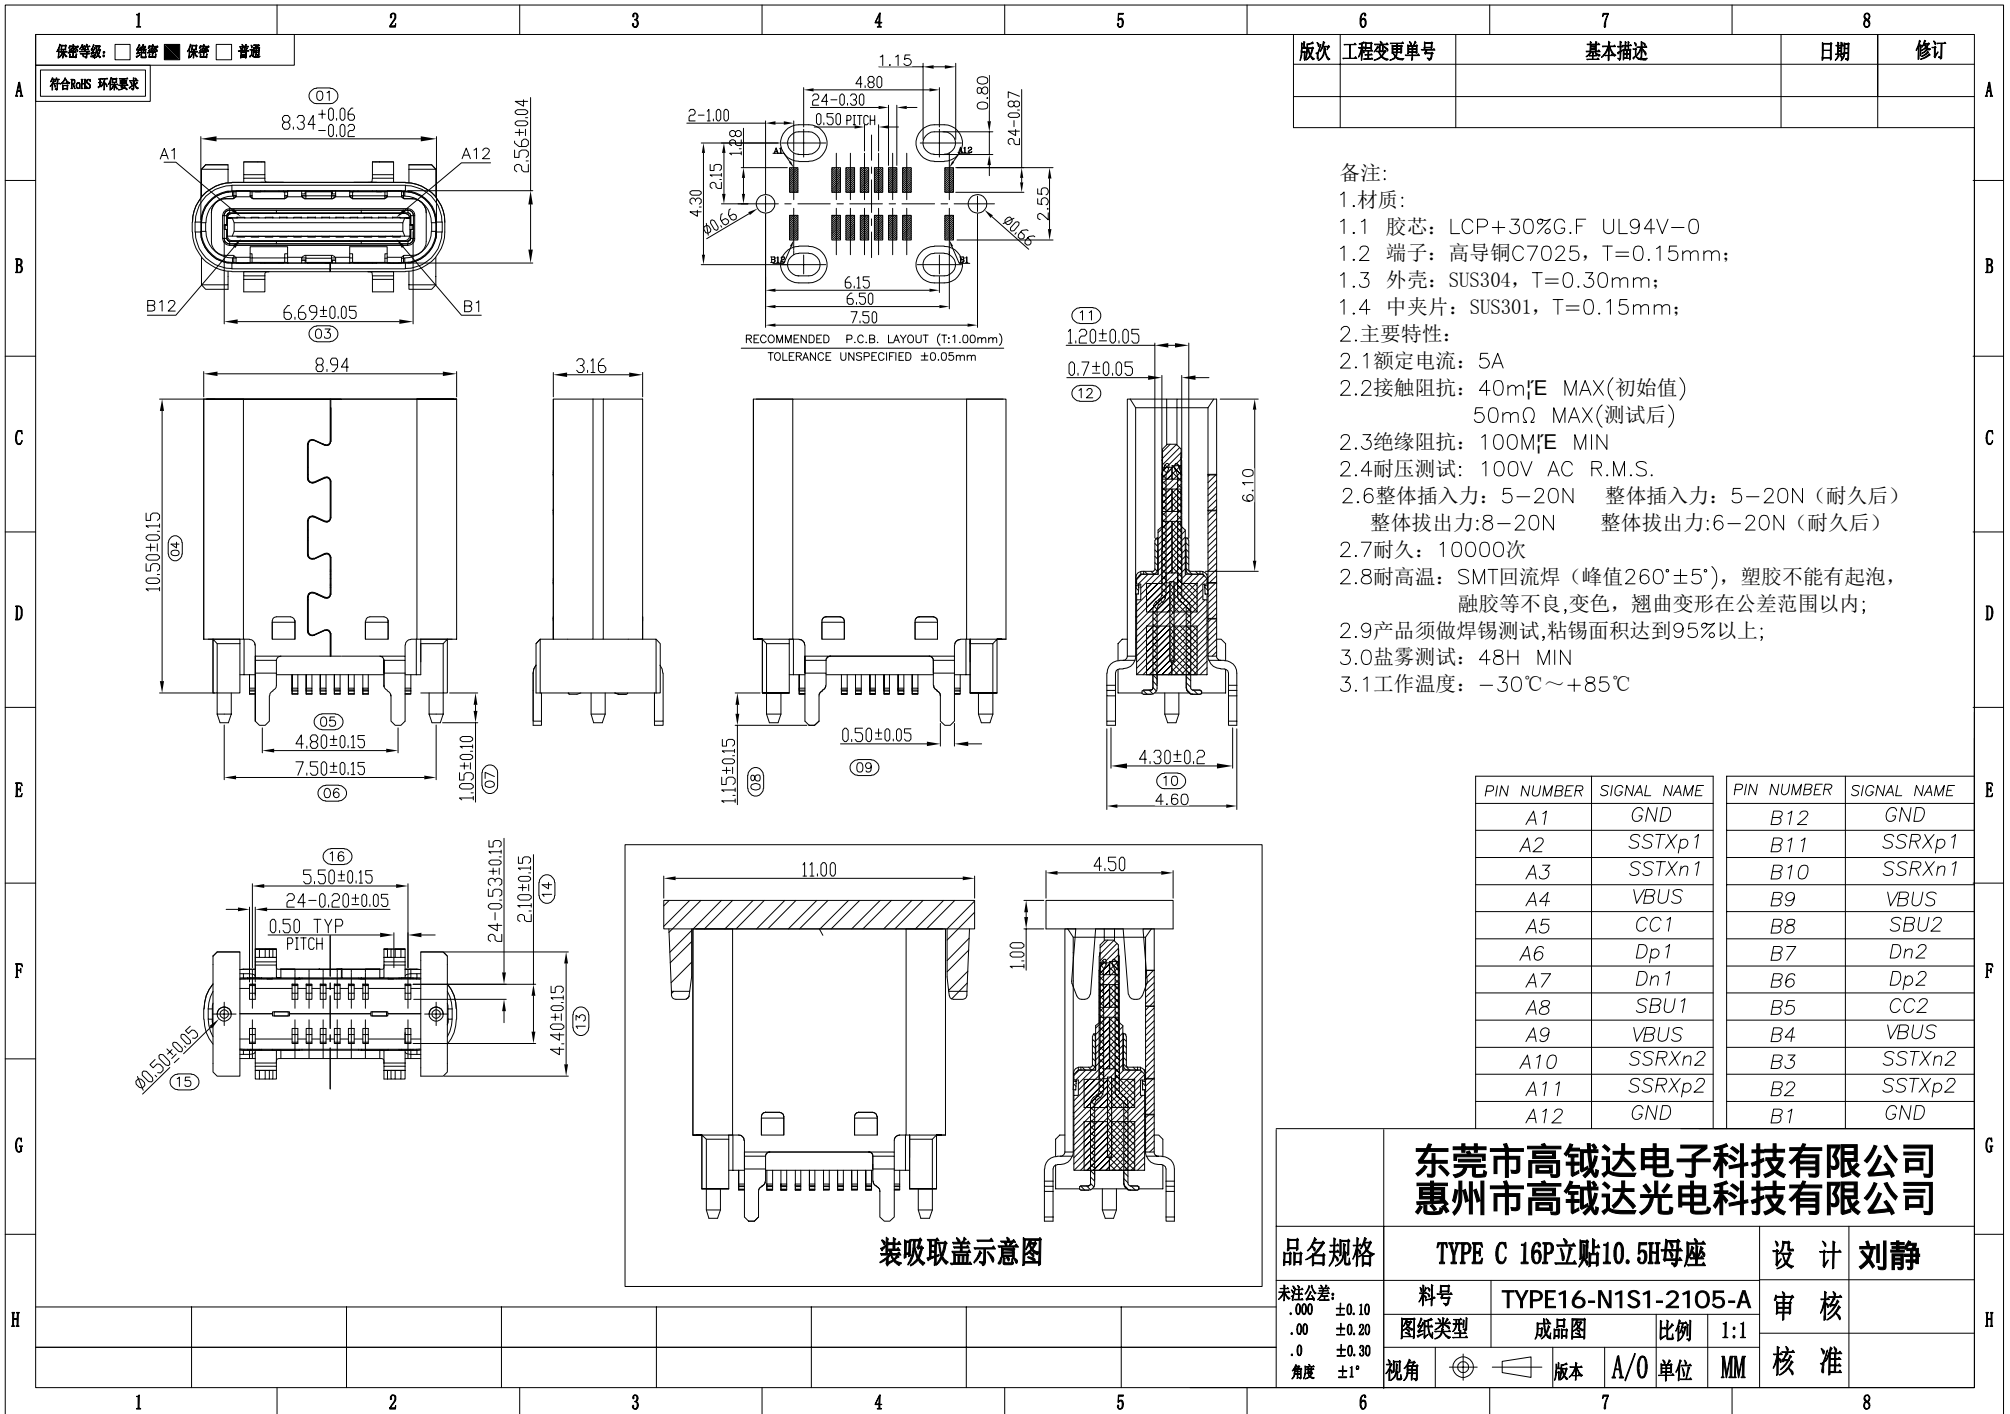 1 2 3 4 5 6 7 8
A
B
C
D
E
F
G
H
保密等级: 绝密 保密 普通
符合RoHS 环保要求
版次 工程变更单号 基本描述 日期 修订
01
8.34 +0.06 -0.02
2.56±0.04
A1
A12
B12
B1
6.69±0.05
03
1.15
4.80
24-0.30
0.50 PITCH
0.80
24-0.87
2-1.00
1.28
2.15
4.30
Ø0.66
A1
A12
B12
B1
2.55
Ø0.66
6.15
6.50
7.50
RECOMMENDED P.C.B. LAYOUT (T:1.00mm)
TOLERANCE UNSPECIFIED ±0.05mm
8.94
10.50±0.15
04
05
4.80±0.15
7.50±0.15
06
1.05±0.10
07
3.16
1.15±0.15
08
0.50±0.05
09
11
1.20±0.05
0.7±0.05
12
6.10
4.30±0.2
10
4.60
16
5.50±0.15
24-0.20±0.05
0.50 TYP
PITCH
24-0.53±0.15
2.10±0.15
14
4.40±0.15
13
Ø0.50±0.05
15
11.00
4.50
1.00
装吸取盖示意图
备注:
1.材质:
1.1 胶芯: LCP+30%G.F UL94V-0
1.2 端子: 高导铜C7025, T=0.15mm;
1.3 外壳: SUS304, T=0.30mm;
1.4 中夹片: SUS301, T=0.15mm;
2.主要特性:
2.1额定电流: 5A
2.2接触阻抗: 40m¦¸E MAX(初始值)
50mΩ MAX(测试后)
2.3绝缘阻抗: 100M¦¸E MIN
2.4耐压测试: 100V AC R.M.S.
2.6整体插入力: 5-20N 整体插入力: 5-20N (耐久后)
整体拔出力:8-20N 整体拔出力:6-20N (耐久后)
2.7耐久: 10000次
2.8耐高温: SMT回流焊 (峰值260°±5°), 塑胶不能有起泡,
融胶等不良,变色, 翘曲变形在公差范围以内;
2.9产品须做焊锡测试,粘锡面积达到95%以上;
3.0盐雾测试: 48H MIN
3.1工作温度: -30℃~+85℃
PIN NUMBER SIGNAL NAME PIN NUMBER SIGNAL NAME
A1 GND B12 GND
A2 SSTXp1 B11 SSRXp1
A3 SSTXn1 B10 SSRXn1
A4 VBUS B9 VBUS
A5 CC1 B8 SBU2
A6 Dp1 B7 Dn2
A7 Dn1 B6 Dp2
A8 SBU1 B5 CC2
A9 VBUS B4 VBUS
A10 SSRXn2 B3 SSTXn2
A11 SSRXp2 B2 SSTXp2
A12 GND B1 GND
东莞市高钺达电子科技有限公司
惠州市高钺达光电科技有限公司
品名规格 TYPE C 16P立贴10.5H母座 设 计 刘静
未注公差:
.000 ±0.10
.00 ±0.20
.0 ±0.30
角度 ±1°
料号 TYPE16-N1S1-2105-A 审 核
图纸类型 成品图 比例 1:1
视角 版本 A/0 单位 MM 核 准
A
B
C
D
E
F
G
H
1 2 3 4 5 6 7 8